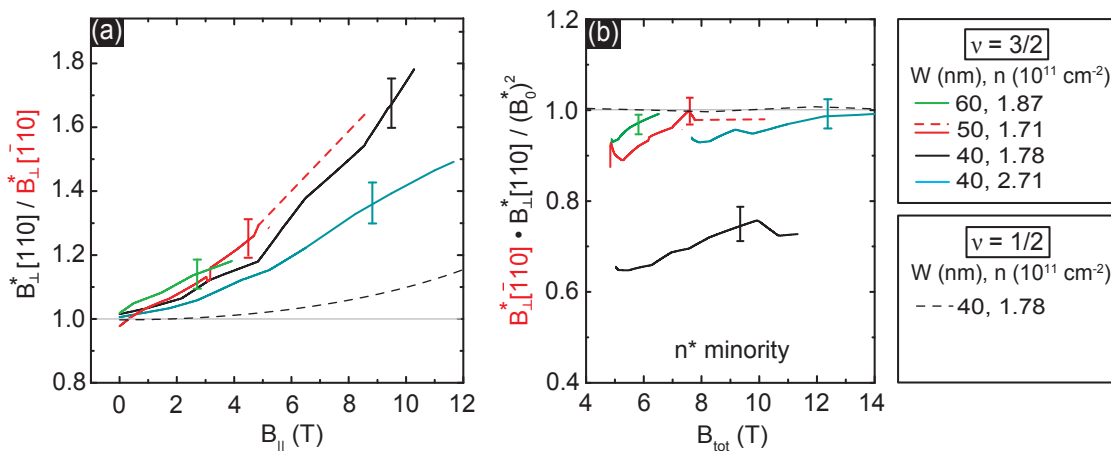 (a)
1.8
1.6
1.4
1.2
1.0
0.8
0
2
4
6
8
10
12
B|| (T)
B*⊥[110] / B*⊥[1̄10]
(b)
1.2
1.0
0.8
0.6
0.4
4
6
8
10
12
14
Btot (T)
B*⊥[1̄10] • B*⊥[110] / (B*0)2
n* minority
ν = 3/2
W (nm), n (10¹¹ cm⁻²)
60, 1.87
50, 1.71
40, 1.78
40, 2.71
ν = 1/2
W (nm), n (10¹¹ cm⁻²)
40, 1.78